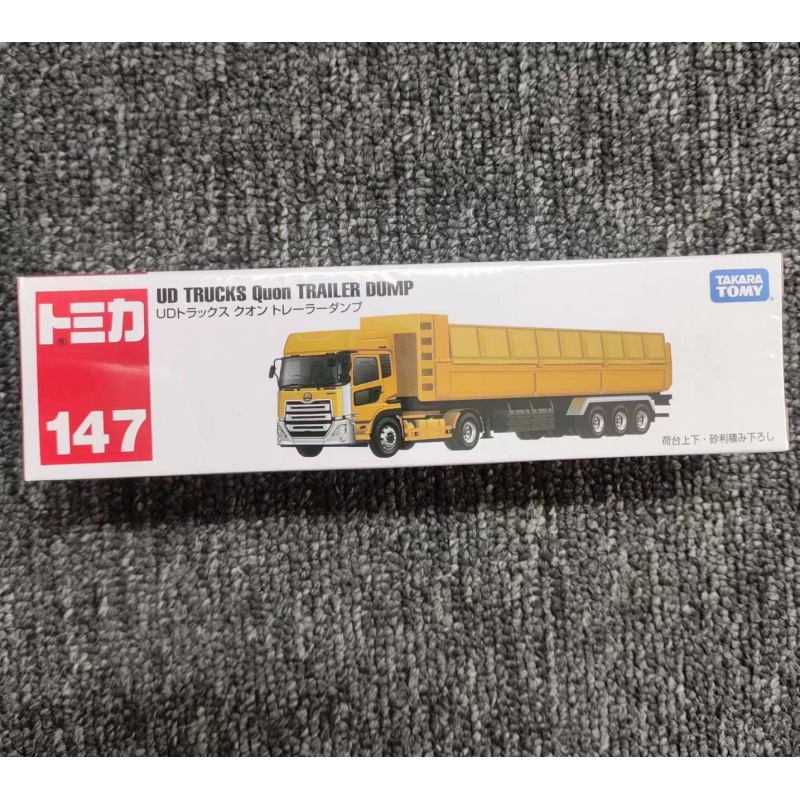 トミカ
®
147
UD TRUCKS Quon TRAILER DUMP
UDトラックス クオン トレーラーダンプ
TAKARA
TOMY
®
荷台上下・砂利積み下ろし